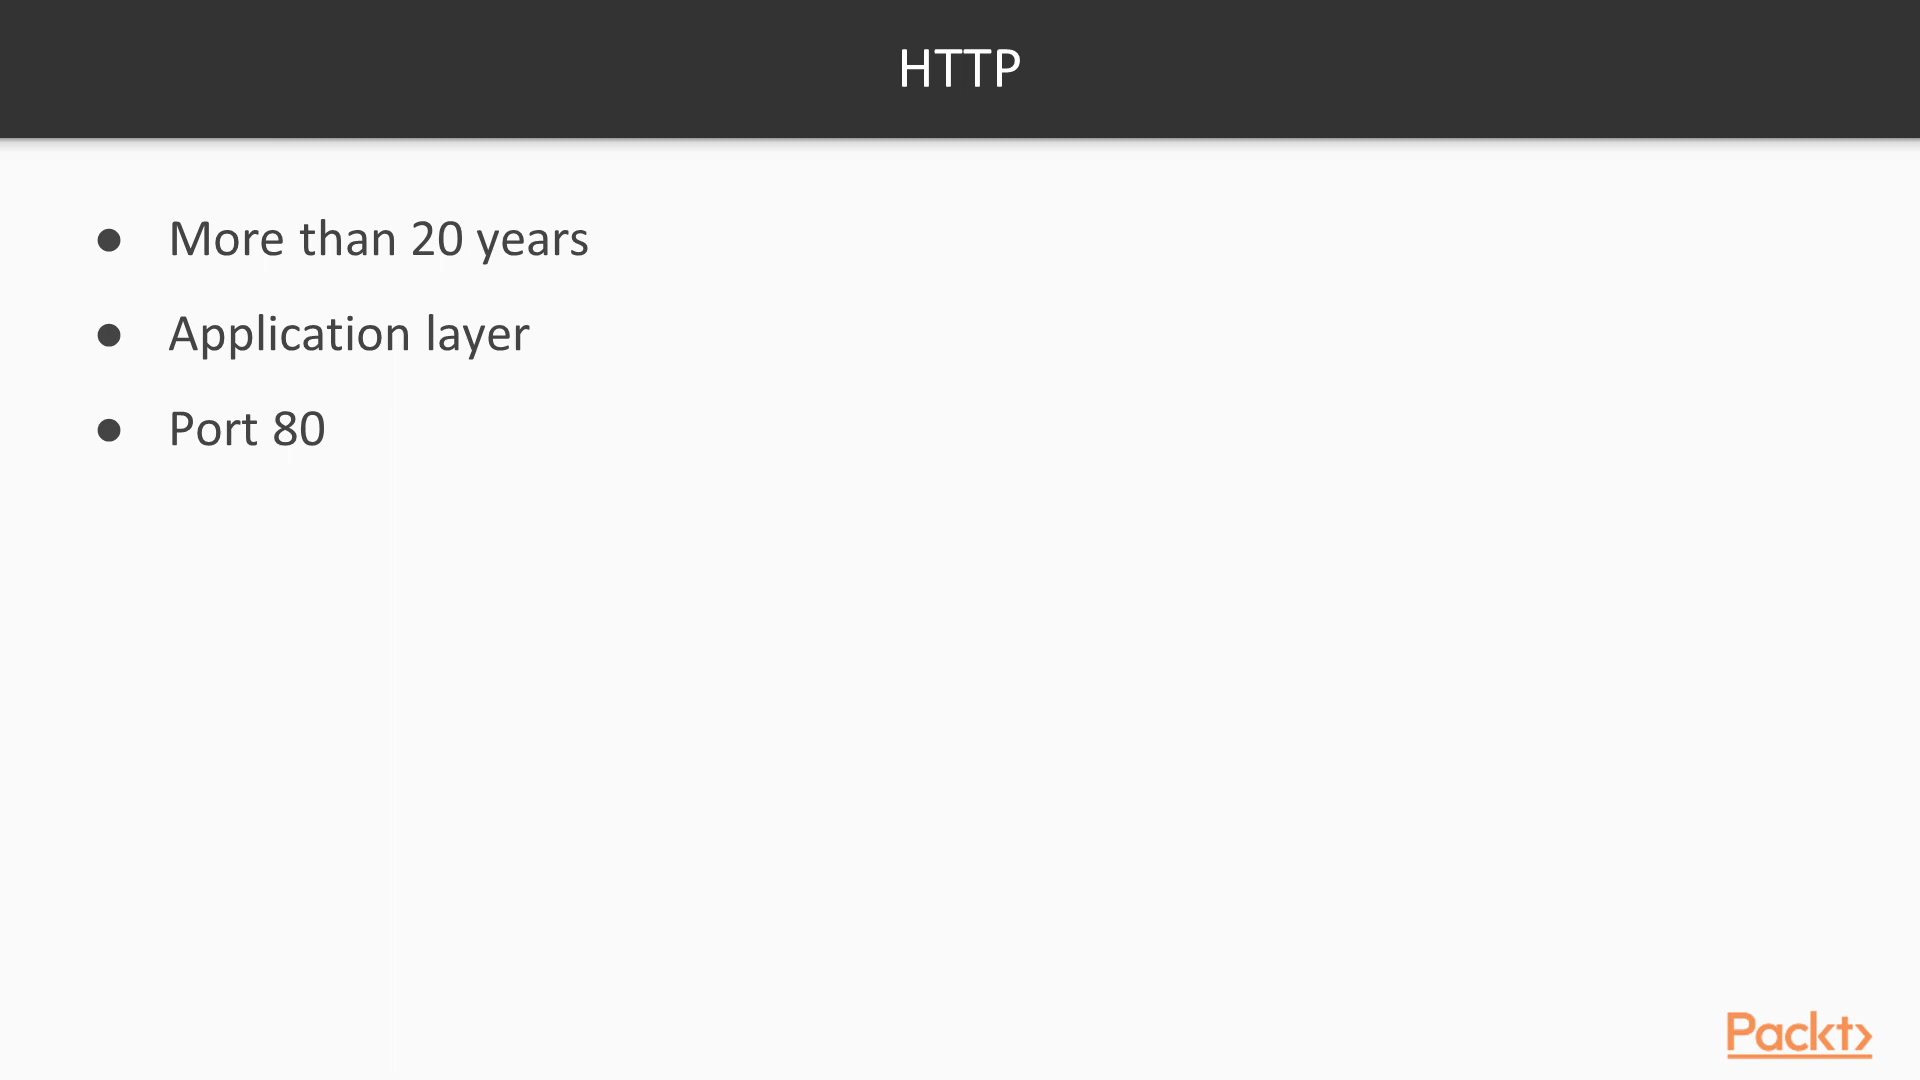 HTTP
● More than 20 years
● Application layer
● Port 80
Packt>